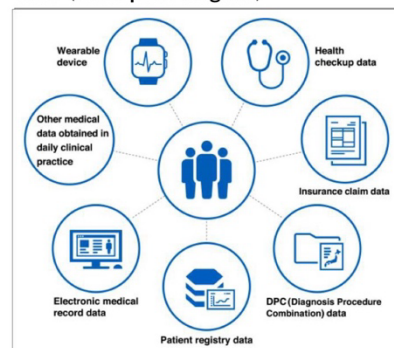 Wearable
device
Health
checkup data
Other medical
data obtained in
daily clinical
practice
Insurance claim data
Electronic medical
record data
DPC (Diagnosis Procedure
Combination) data
Patient registry data